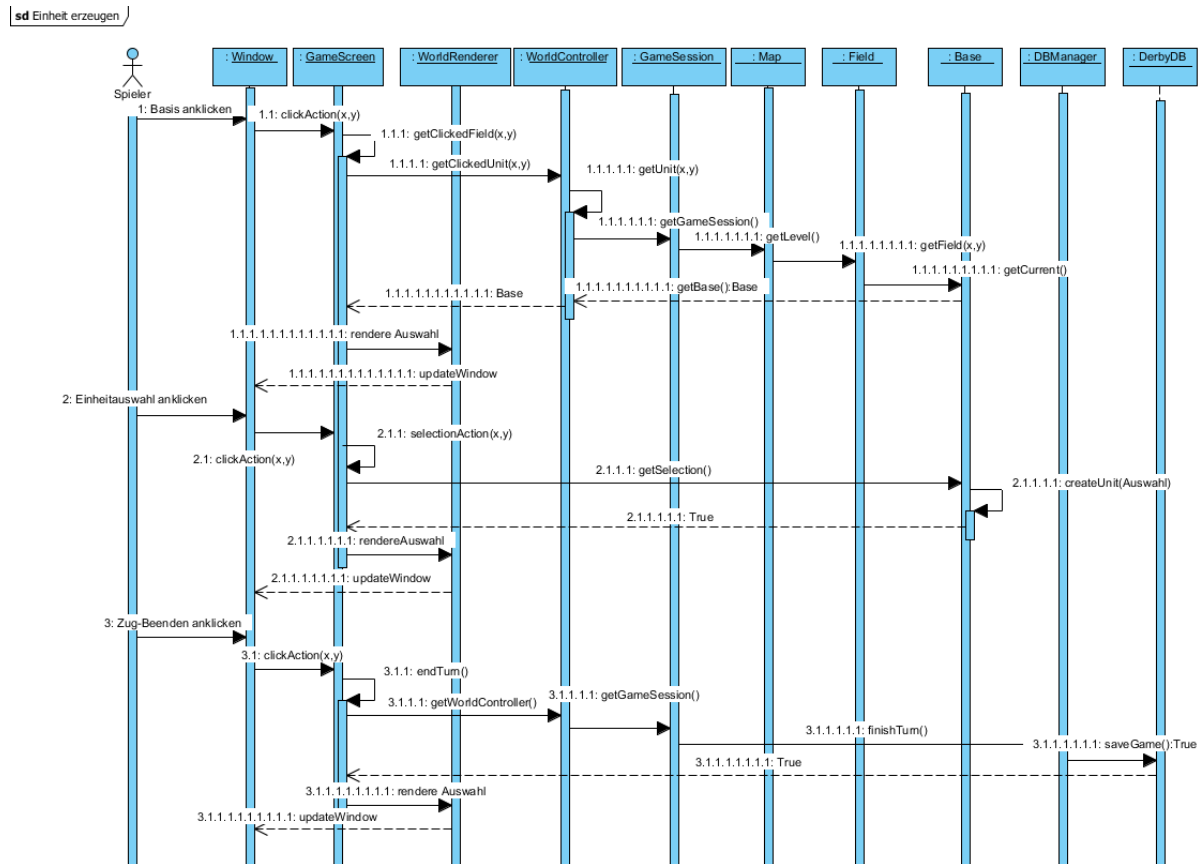 sd Einheit erzeugen
: Window
: GameScreen
: WorldRenderer
: WorldController
: GameSession
: Map
: Field
: Base
: DBManager
: DerbyDB
Spieler
1: Basis anklicken
1.1: clickAction(x,y)
1.1.1: getClickedField(x,y)
1.1.1.1: getClickedUnit(x,y)
1.1.1.1.1: getUnit(x,y)
1.1.1.1.1.1: getGameSession()
1.1.1.1.1.1.1: getLevel()
1.1.1.1.1.1.1.1: getField(x,y)
1.1.1.1.1.1.1.1.1: getCurrent()
1.1.1.1.1.1.1.1.1.1: getBase():Base
1.1.1.1.1.1.1.1.1.1.1: Base
1.1.1.1.1.1.1.1.1.1.1.1: rendere Auswahl
1.1.1.1.1.1.1.1.1.1.1.1.1: updateWindow
2: Einheitauswahl anklicken
2.1.1: selectionAction(x,y)
2.1: clickAction(x,y)
2.1.1.1: getSelection()
2.1.1.1.1: createUnit(Auswahl)
2.1.1.1.1.1: True
2.1.1.1.1.1.1: rendereAuswahl
2.1.1.1.1.1.1.1: updateWindow
3: Zug-Beenden anklicken
3.1: clickAction(x,y)
3.1.1: endTurn()
3.1.1.1: getWorldController()
3.1.1.1.1: getGameSession()
3.1.1.1.1.1: finishTurn()
3.1.1.1.1.1.1: saveGame():True
3.1.1.1.1.1.1.1: True
3.1.1.1.1.1.1.1.1: rendere Auswahl
3.1.1.1.1.1.1.1.1.1: updateWindow